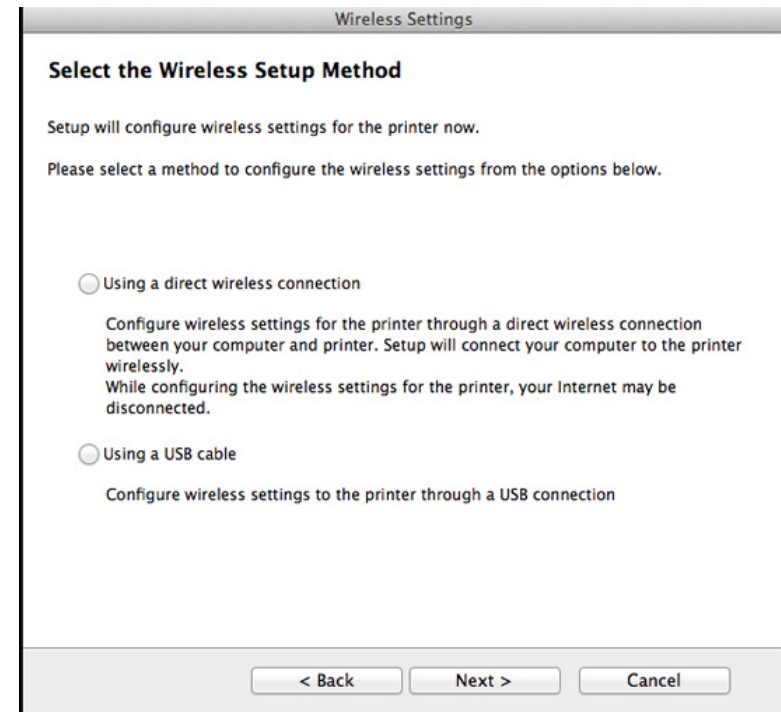 Wireless Settings
Select the Wireless Setup Method
Setup will configure wireless settings for the printer now.
Please select a method to configure the wireless settings from the options below.
Using a direct wireless connection
Configure wireless settings for the printer through a direct wireless connection
between your computer and printer. Setup will connect your computer to the printer
wirelessly.
While configuring the wireless settings for the printer, your Internet may be
disconnected.
Using a USB cable
Configure wireless settings to the printer through a USB connection
< Back Next > Cancel